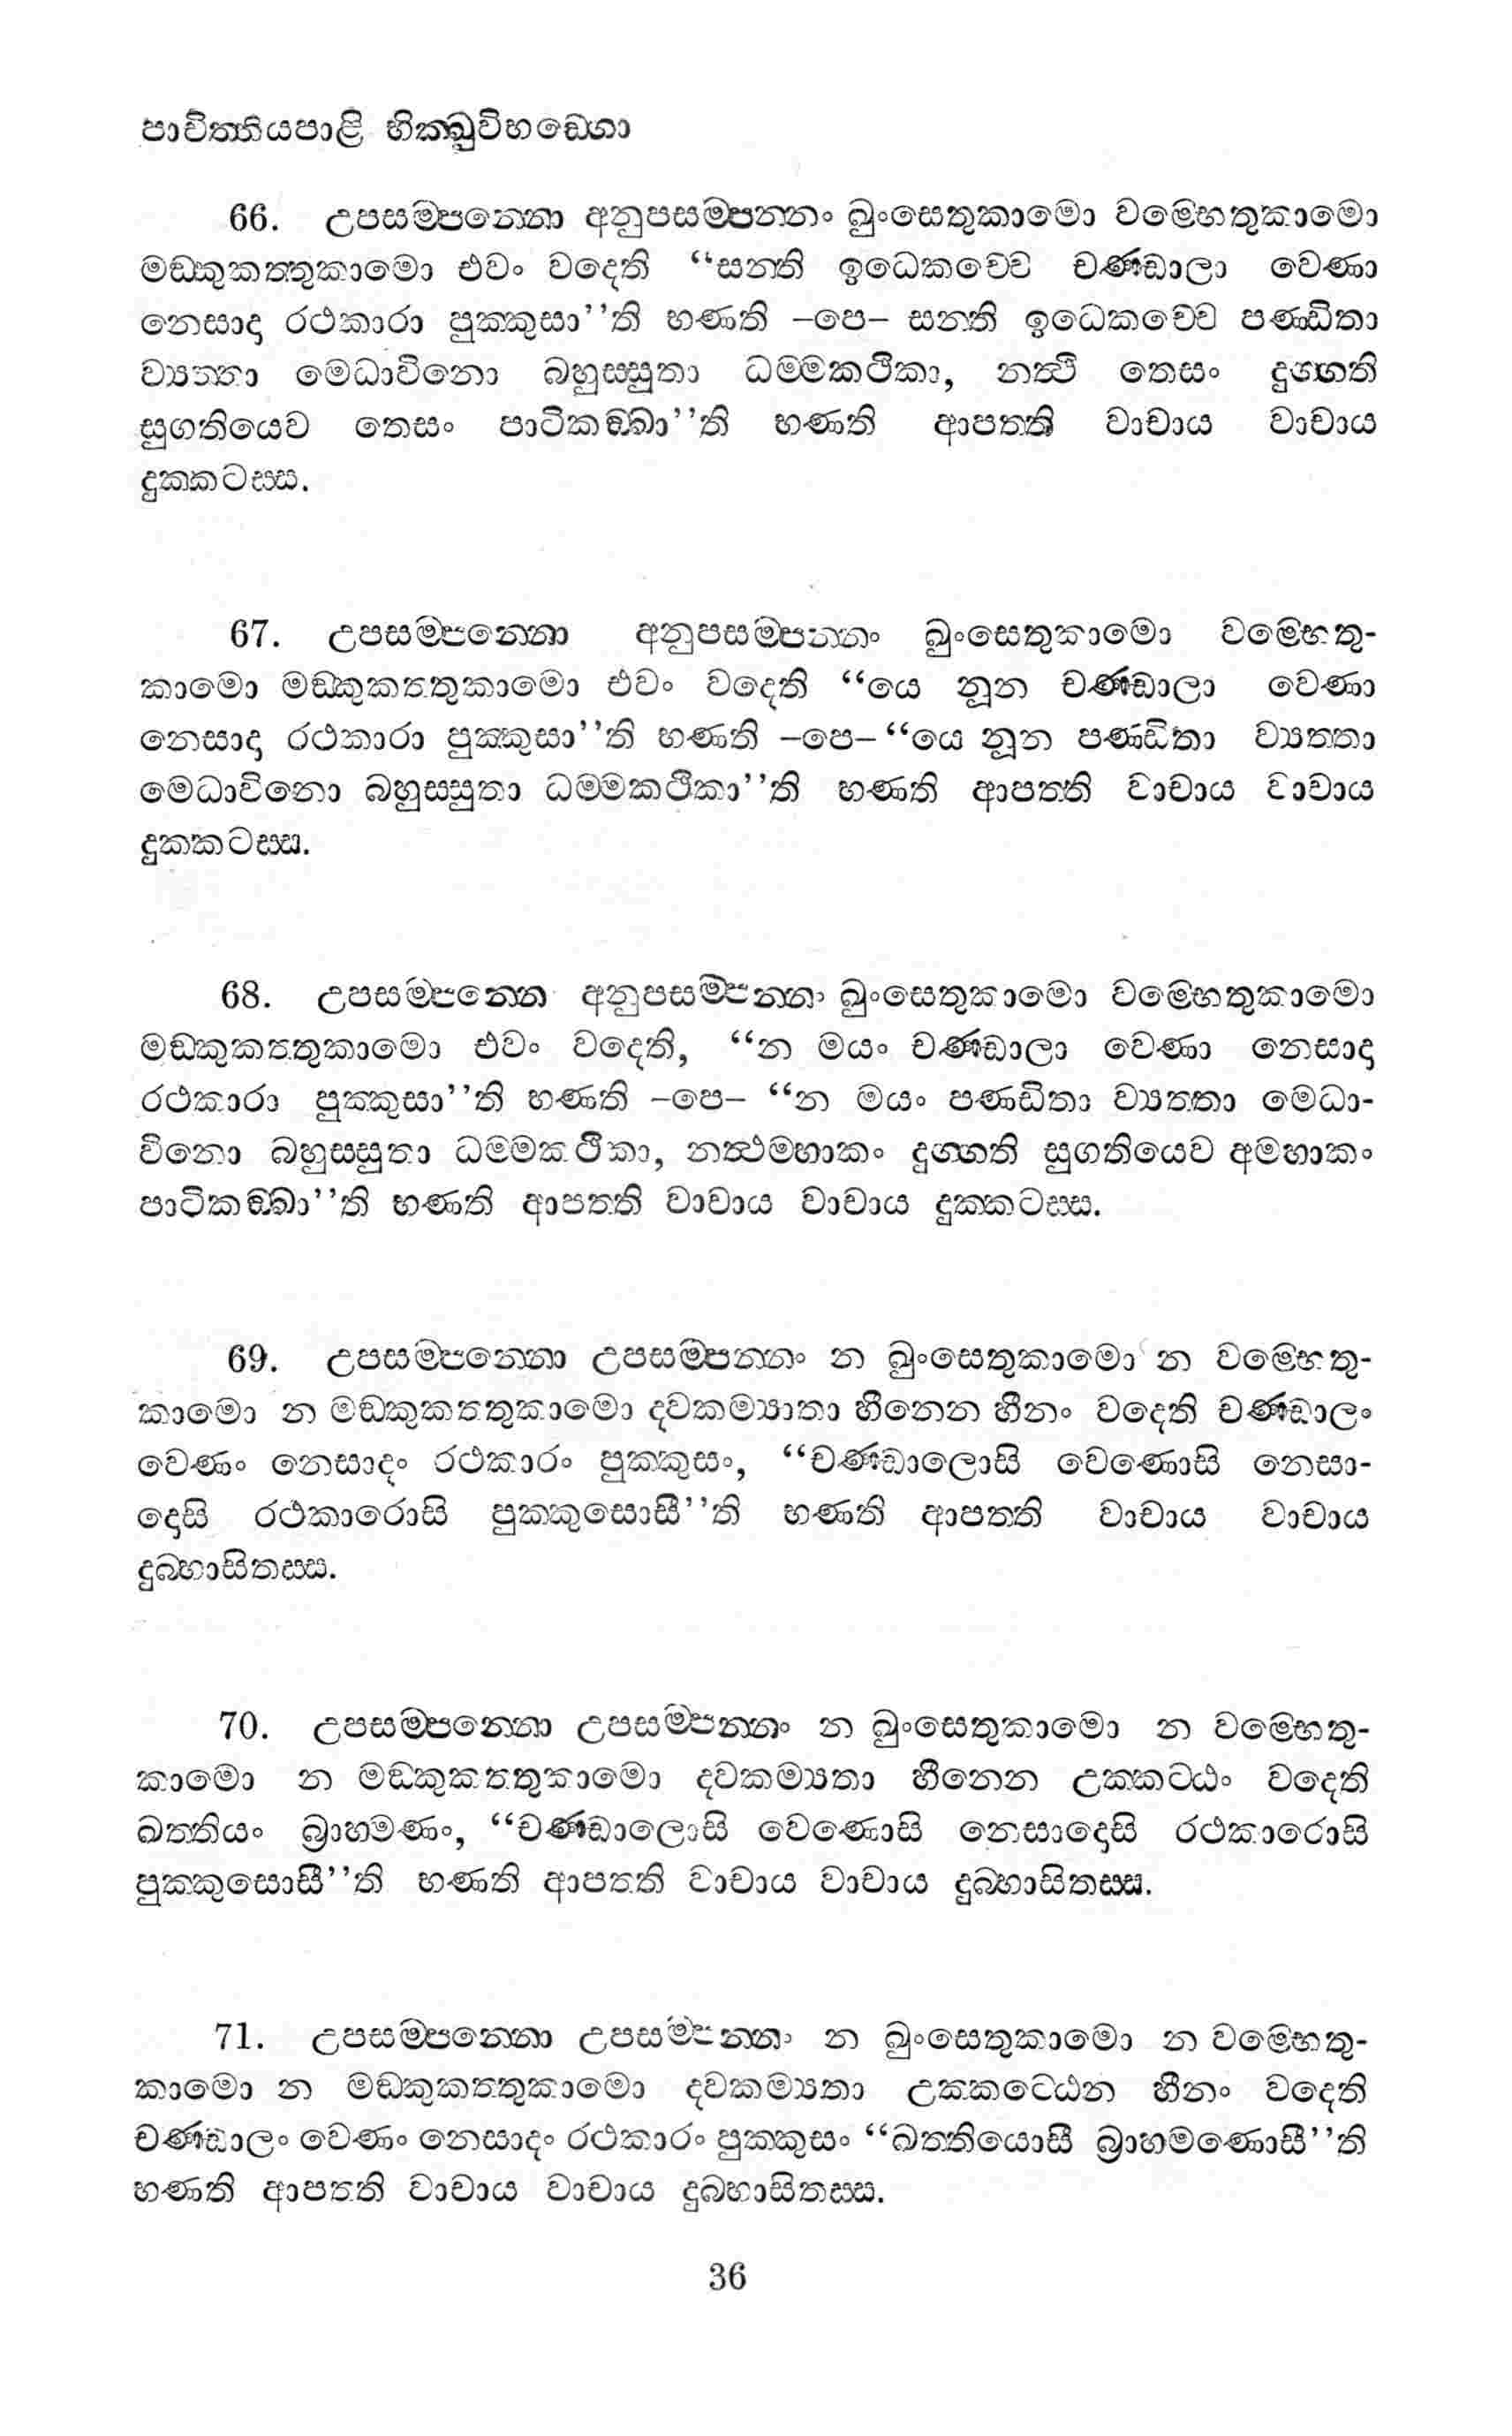 පාචිත්තියපාළි භික්ඛුවිභඞ්ගො
66. උපසම්පන්නො අනුපසම්පන්නං ඛුංසෙතුකාමො වම්භෙතුකාමො
මඞ්කුකත්තුකාමො එවං වදෙති “සන්ති ඉධෙකච්චෙ චණ්ඩාලා වෙණා
නෙසාදා රථකාරා පුක්කුසා’’ති භණති –පෙ– සන්ති ඉධෙකච්චෙ පණ්ඩිතා
ව්‍යත්තා මෙධාවිනො බහුස්සුතා ධම්මකථිකා, නත්ථි තෙසං දුග්ගති
සුගතියෙව තෙසං පාටිකඞ්ඛා’’ති භණති ආපත්ති වාචාය වාචාය
දුක්කටස්ස.
67. උපසම්පන්නො අනුපසම්පන්නං ඛුංසෙතුකාමො වම්භෙතු-
කාමො මඞ්කුකත්තුකාමො එවං වදෙති “යෙ නූන චණ්ඩාලා වෙණා
නෙසාදා රථකාරා පුක්කුසා’’ති භණති –පෙ– “යෙ නූන පණ්ඩිතා ව්‍යත්තා
මෙධාවිනො බහුස්සුතා ධම්මකථිකා’’ති භණති ආපත්ති වාචාය වාචාය
දුක්කටස්ස.
68. උපසම්පන්නෙ අනුපසම්පන්නං ඛුංසෙතුකාමො වම්භෙතුකාමො
මඞ්කුකත්තුකාමො එවං වදෙති, “න මයං චණ්ඩාලා වෙණා නෙසාදා
රථකාරා පුක්කුසා’’ති භණති –පෙ– “න මයං පණ්ඩිතා ව්‍යත්තා මෙධා-
විනො බහුස්සුතා ධම්මකථිකා, නත්ථම්හාකං දුග්ගති සුගතියෙව අම්හාකං
පාටිකඞ්ඛා’’ති භණති ආපත්ති වාචාය වාචාය දුක්කටස්ස.
69. උපසම්පන්නො උපසම්පන්නං න ඛුංසෙතුකාමො න වම්භෙතු-
කාමො න මඞ්කුකත්තුකාමො දවකම්‍යාතා හීනෙන හීනං වදෙති චණ්ඩාලං
වෙණං නෙසාදං රථකාරං පුක්කුසං, “චණ්ඩාලොසි වෙණොසි නෙසා-
දොසි රථකාරොසි පුක්කුසොසී’’ති භණති ආපත්ති වාචාය වාචාය
දුබ්භාසිතස්ස.
70. උපසම්පන්නො උපසම්පන්නං න ඛුංසෙතුකාමො න වම්භෙතු-
කාමො න මඞ්කුකත්තුකාමො දවකම්‍යතා හීනෙන උක්කට්ඨං වදෙති
ඛත්තියං බ්‍රාහ්මණං, “චණ්ඩාලොසි වෙණොසි නෙසාදොසි රථකාරොසි
පුක්කුසොසී’’ති භණති ආපත්ති වාචාය වාචාය දුබ්භාසිතස්ස.
71. උපසම්පන්නො උපසම්පන්නං න ඛුංසෙතුකාමො න වම්භෙතු-
කාමො න මඞ්කුකත්තුකාමො දවකම්‍යතා උක්කට්ඨෙන හීනං වදෙති
චණ්ඩාලං වෙණං නෙසාදං රථකාරං පුක්කුසං “ඛත්තියොසී බ්‍රාහ්මණොසී’’ති
භණති ආපත්ති වාචාය වාචාය දුබ්භාසිතස්ස.
36